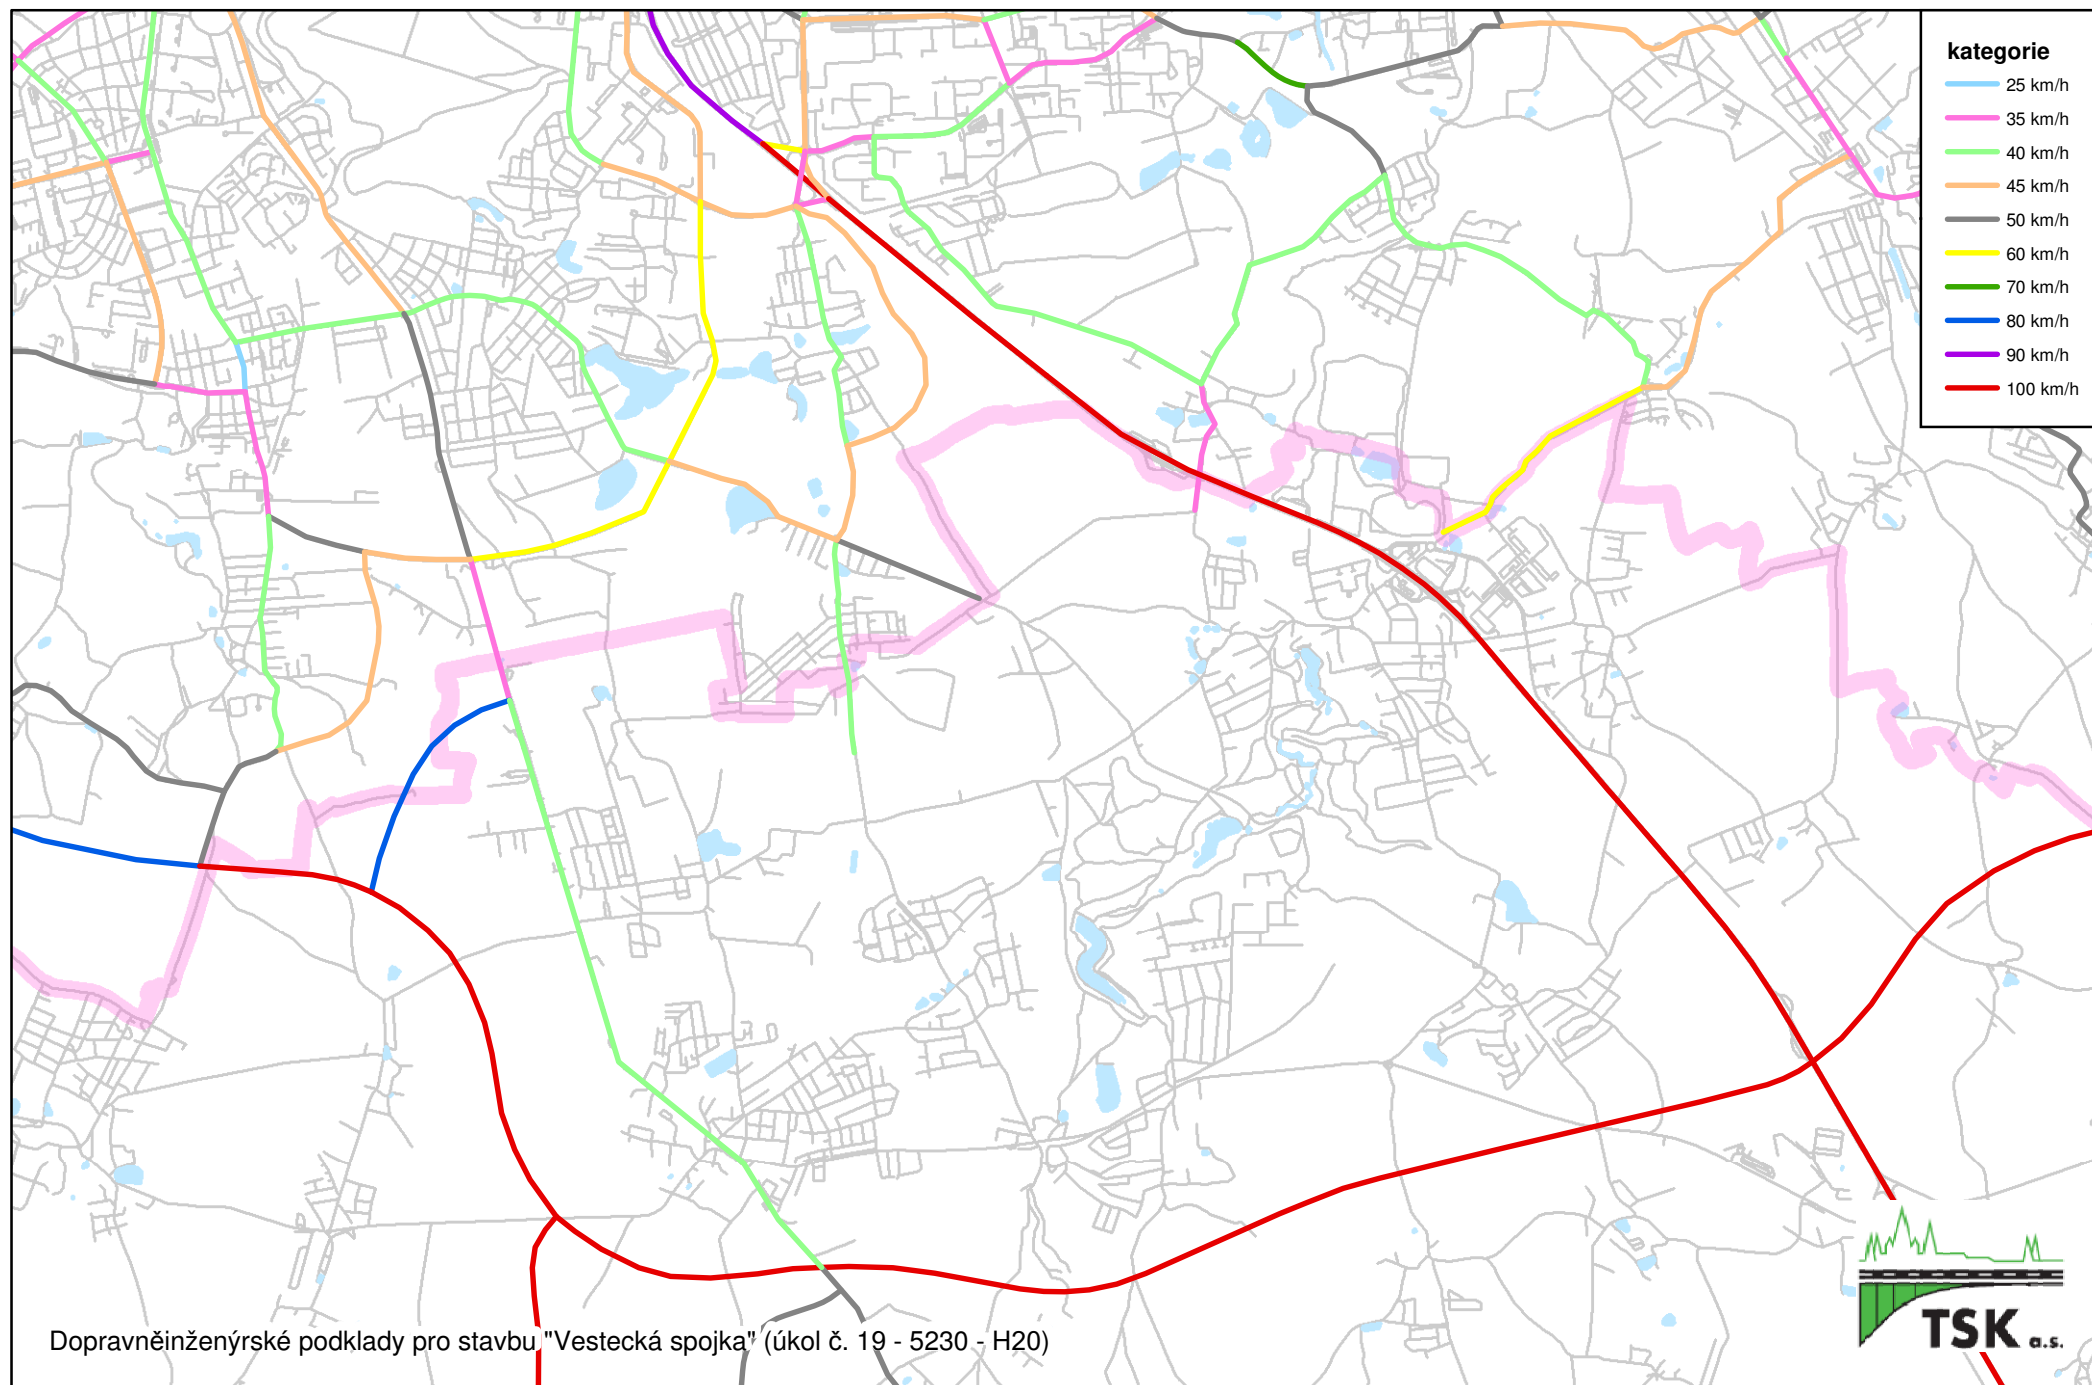 kategorie
25 km/h
35 km/h
40 km/h
45 km/h
50 km/h
60 km/h
70 km/h
80 km/h
90 km/h
100 km/h
Dopravněinženýrské podklady pro stavbu "Vestecká spojka" (úkol č. 19 - 5230 - H20)
TSK a.s.